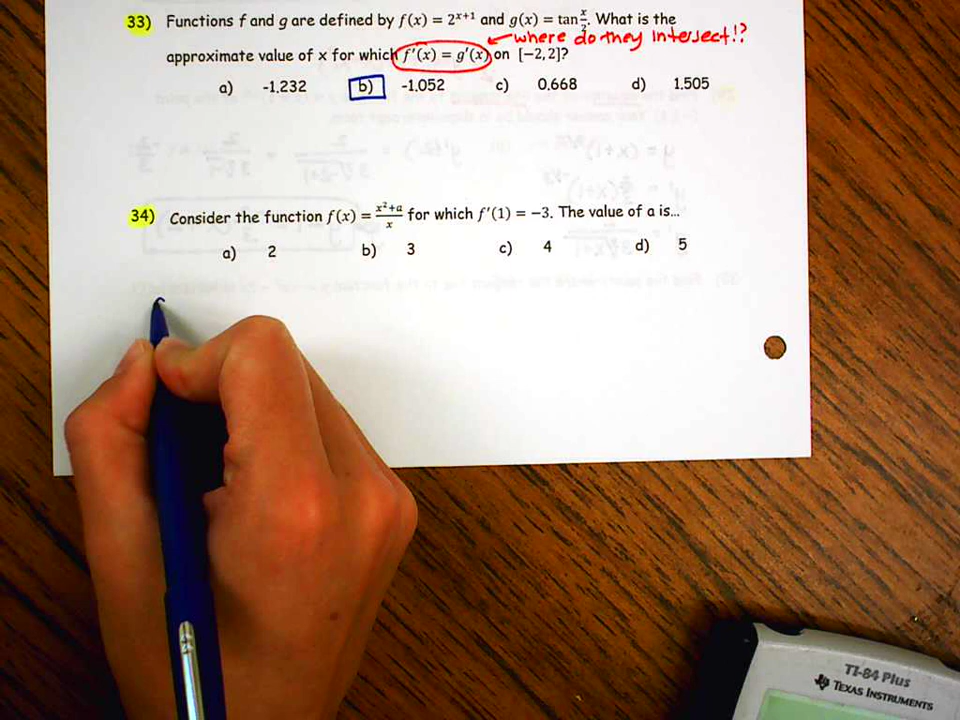 33) Functions f and g are defined by f(x) = 2^{x+1} and g(x) = tan x/2. What is the
where do they intersect!?
approximate value of x for which f'(x) = g'(x) on [−2,2]?
a) -1.232 b) -1.052 c) 0.668 d) 1.505
34) Consider the function f(x) = (x²+a)/x for which f'(1) = −3. The value of a is...
a) 2 b) 3 c) 4 d) 5
TI-84 Plus
TEXAS INSTRUMENTS